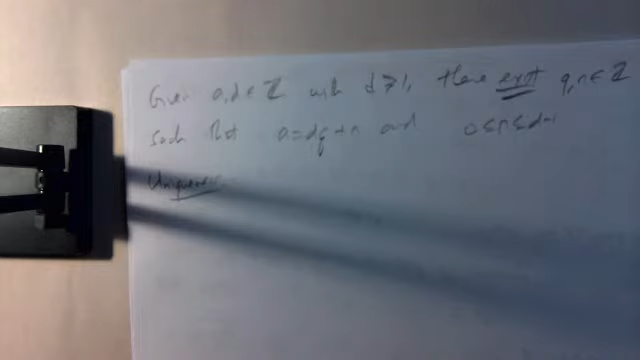 Given a, d ∈ ℤ with d ≥ 1, there exist q, r ∈ ℤ
such that a = dq + r and 0 ≤ r ≤ d-1
Uniqueness